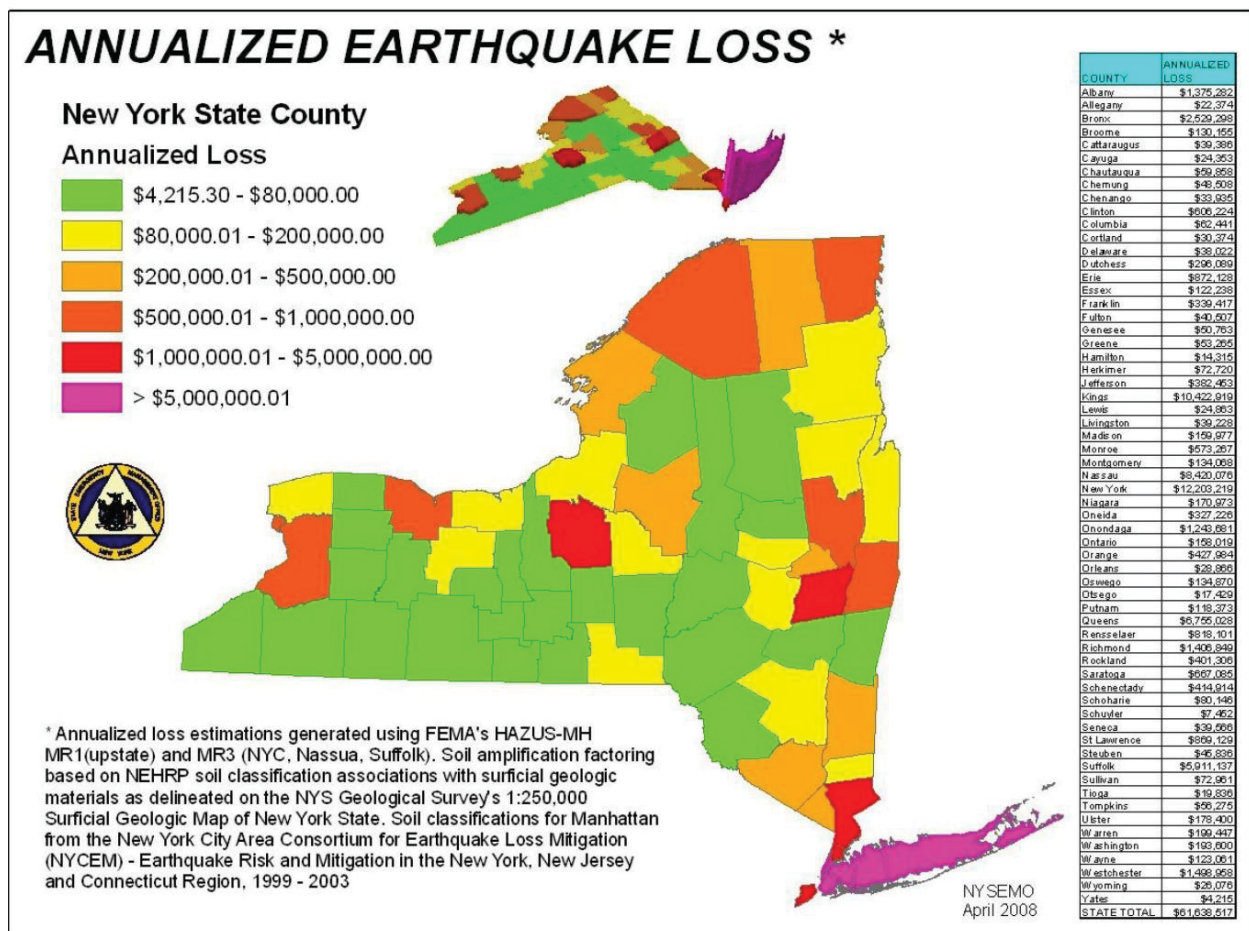 ANNUALIZED EARTHQUAKE LOSS *
New York State County
Annualized Loss
$4,215.30 - $80,000.00
$80,000.01 - $200,000.00
$200,000.01 - $500,000.00
$500,000.01 - $1,000,000.00
$1,000,000.01 - $5,000,000.00
> $5,000,000.01
STATE EMERGENCY MANAGEMENT OFFICE
NEW YORK
* Annualized loss estimations generated using FEMA's HAZUS-MH
MR1(upstate) and MR3 (NYC, Nassua, Suffolk). Soil amplification factoring
based on NEHRP soil classification associations with surficial geologic
materials as delineated on the NYS Geological Survey's 1:250,000
Surficial Geologic Map of New York State. Soil classifications for Manhattan
from the New York City Area Consortium for Earthquake Loss Mitigation
(NYCEM) - Earthquake Risk and Mitigation in the New York, New Jersey
and Connecticut Region, 1999 - 2003
NYSEMO
April 2008
COUNTY ANNUALIZED LOSS
Albany $1,375,282
Allegany $22,374
Bronx $2,529,298
Broome $130,155
Cattaraugus $39,386
Cayuga $24,353
Chautauqua $59,858
Chemung $48,508
Chenango $33,935
Clinton $606,224
Columbia $62,441
Cortland $30,374
Delaware $38,022
Dutchess $296,089
Erie $872,128
Essex $122,238
Franklin $339,417
Fulton $40,507
Genesee $50,763
Greene $53,265
Hamilton $14,315
Herkimer $72,720
Jefferson $382,453
Kings $10,422,919
Lewis $24,863
Livingston $39,228
Madison $159,977
Monroe $573,267
Montgomery $134,068
Nassau $8,420,076
New York $12,203,219
Niagara $170,973
Oneida $327,226
Onondaga $1,243,681
Ontario $158,019
Orange $427,984
Orleans $28,866
Oswego $134,870
Otsego $17,429
Putnam $118,373
Queens $6,755,028
Rensselaer $818,101
Richmond $1,406,849
Rockland $401,306
Saratoga $667,085
Schenectady $414,914
Schoharie $80,146
Schuyler $7,452
Seneca $39,566
St Lawrence $869,129
Steuben $45,836
Suffolk $5,911,137
Sullivan $72,961
Tioga $19,836
Tompkins $56,275
Ulster $178,400
Warren $199,447
Washington $193,600
Wayne $123,061
Westchester $1,498,958
Wyoming $26,076
Yates $4,215
STATE TOTAL $61,638,517